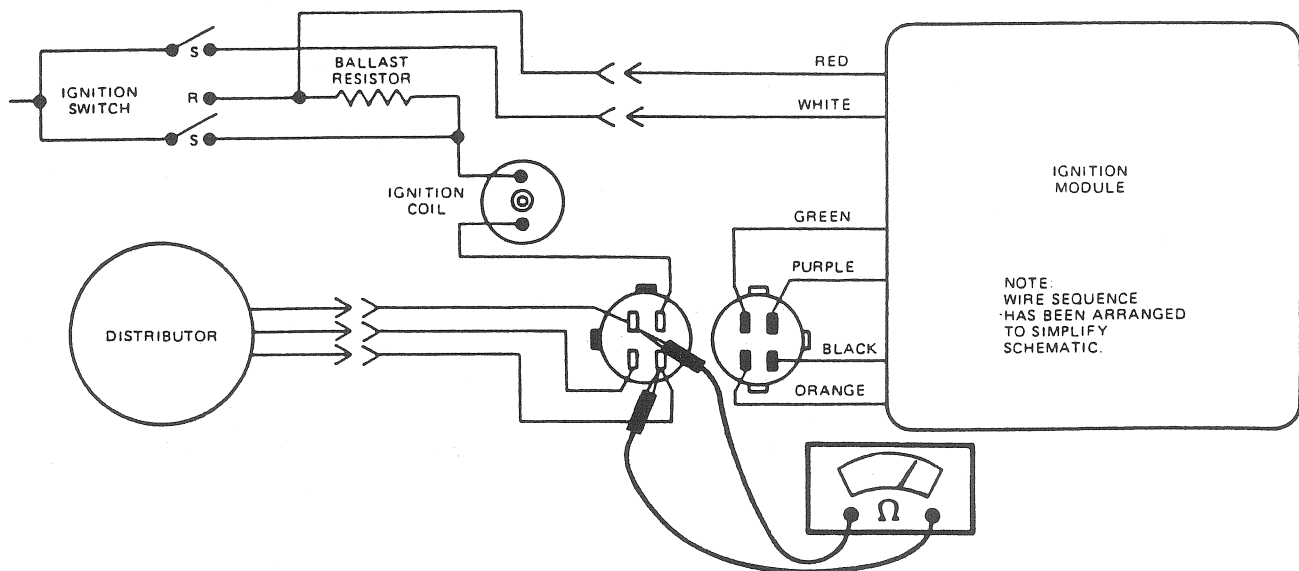 IGNITION
SWITCH
S
R
S
BALLAST
RESISTOR
RED
WHITE
IGNITION
COIL
IGNITION
MODULE
GREEN
PURPLE
DISTRIBUTOR
BLACK
ORANGE
NOTE:
WIRE SEQUENCE
HAS BEEN ARRANGED
TO SIMPLIFY
SCHEMATIC.
Ω